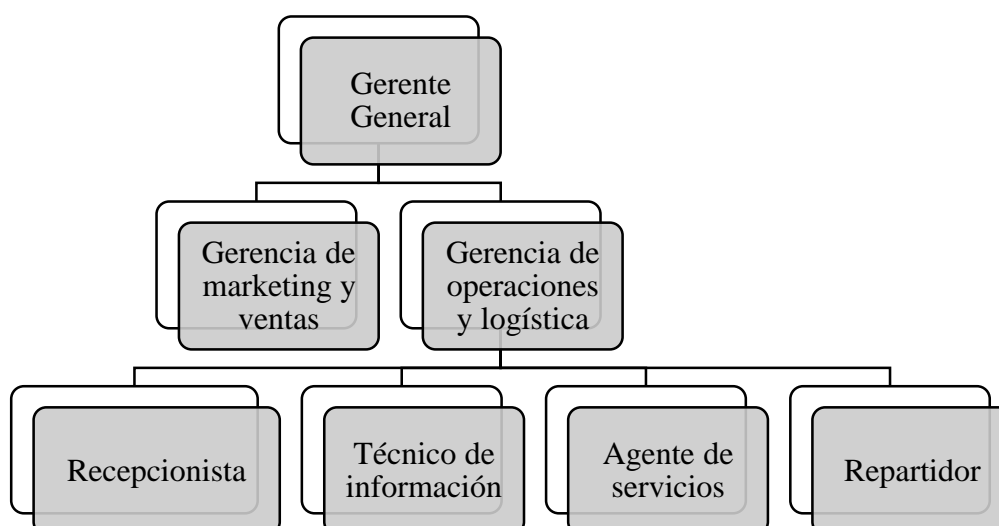 Gerente
General
Gerencia de
marketing y
ventas
Gerencia de
operaciones
y logística
Recepcionista
Técnico de
información
Agente de
servicios
Repartidor